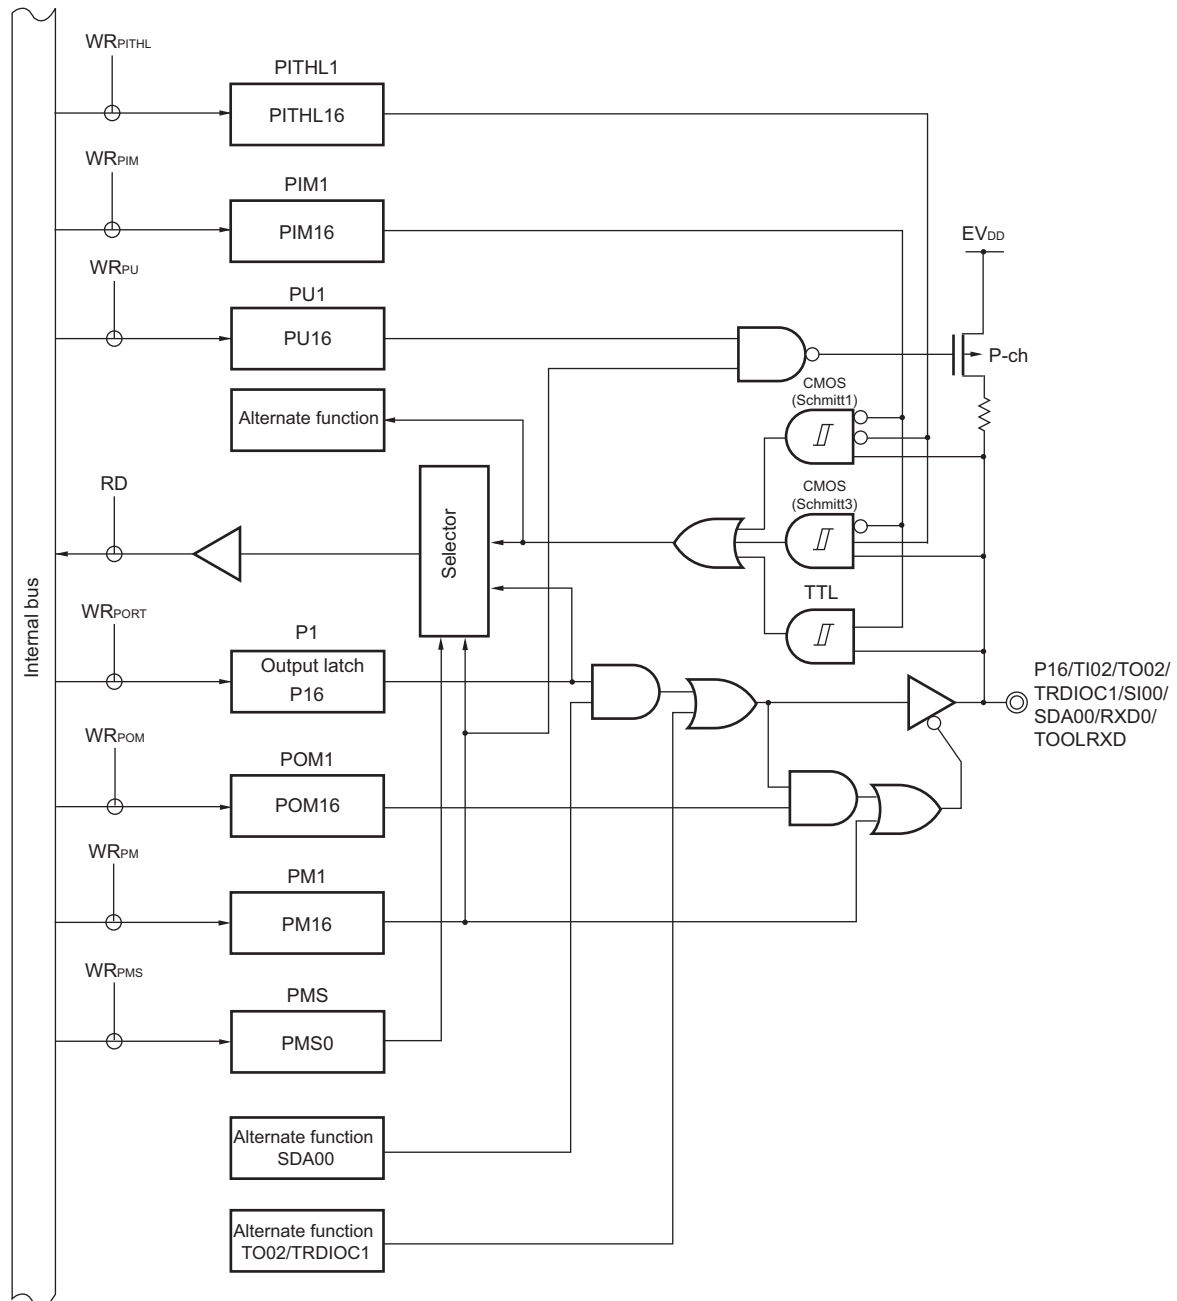 WRPITHL
PITHL1
PITHL16
WRPIM
PIM1
PIM16
EVDD
WRPU
PU1
PU16
P-ch
CMOS
(Schmitt1)
Alternate function
RD
Selector
CMOS
(Schmitt3)
TTL
Internal bus
WRPORT
P1
Output latch
P16
P16/TI02/TO02/
TRDIOC1/SI00/
SDA00/RXD0/
TOOLRXD
WRPOM
POM1
POM16
WRPM
PM1
PM16
WRPMS
PMS
PMS0
Alternate function
SDA00
Alternate function
TO02/TRDIOC1